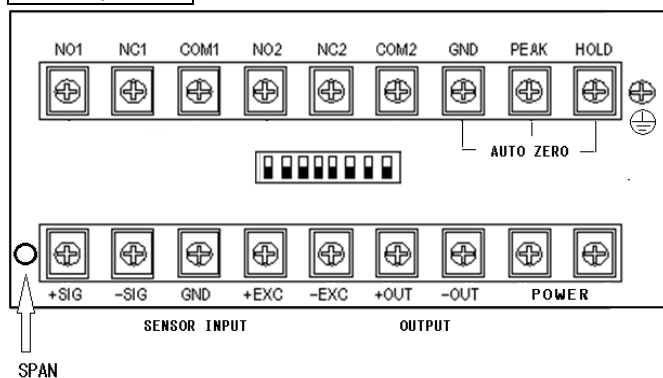 NO1 NC1 COM1 NO2 NC2 COM2 GND PEAK HOLD
AUTO ZERO
+SIG -SIG GND +EXC -EXC +OUT -OUT POWER
SENSOR INPUT OUTPUT
SPAN